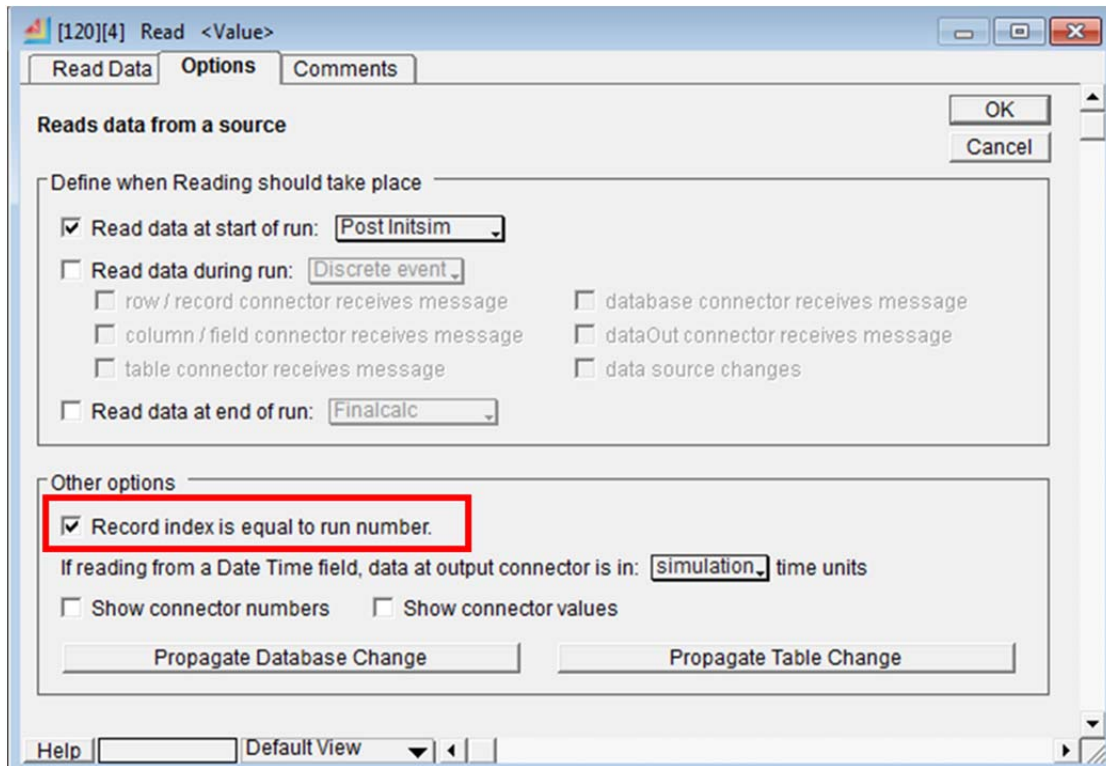 [120][4] Read <Value>
Read Data Options Comments
OK
Reads data from a source
Cancel
Define when Reading should take place
Read data at start of run: Post Initsim
Read data during run: Discrete event
row / record connector receives message database connector receives message
column / field connector receives message dataOut connector receives message
table connector receives message data source changes
Read data at end of run: Finalcalc
Other options
Record index is equal to run number.
If reading from a Date Time field, data at output connector is in: simulation time units
Show connector numbers Show connector values
Propagate Database Change Propagate Table Change
Help Default View